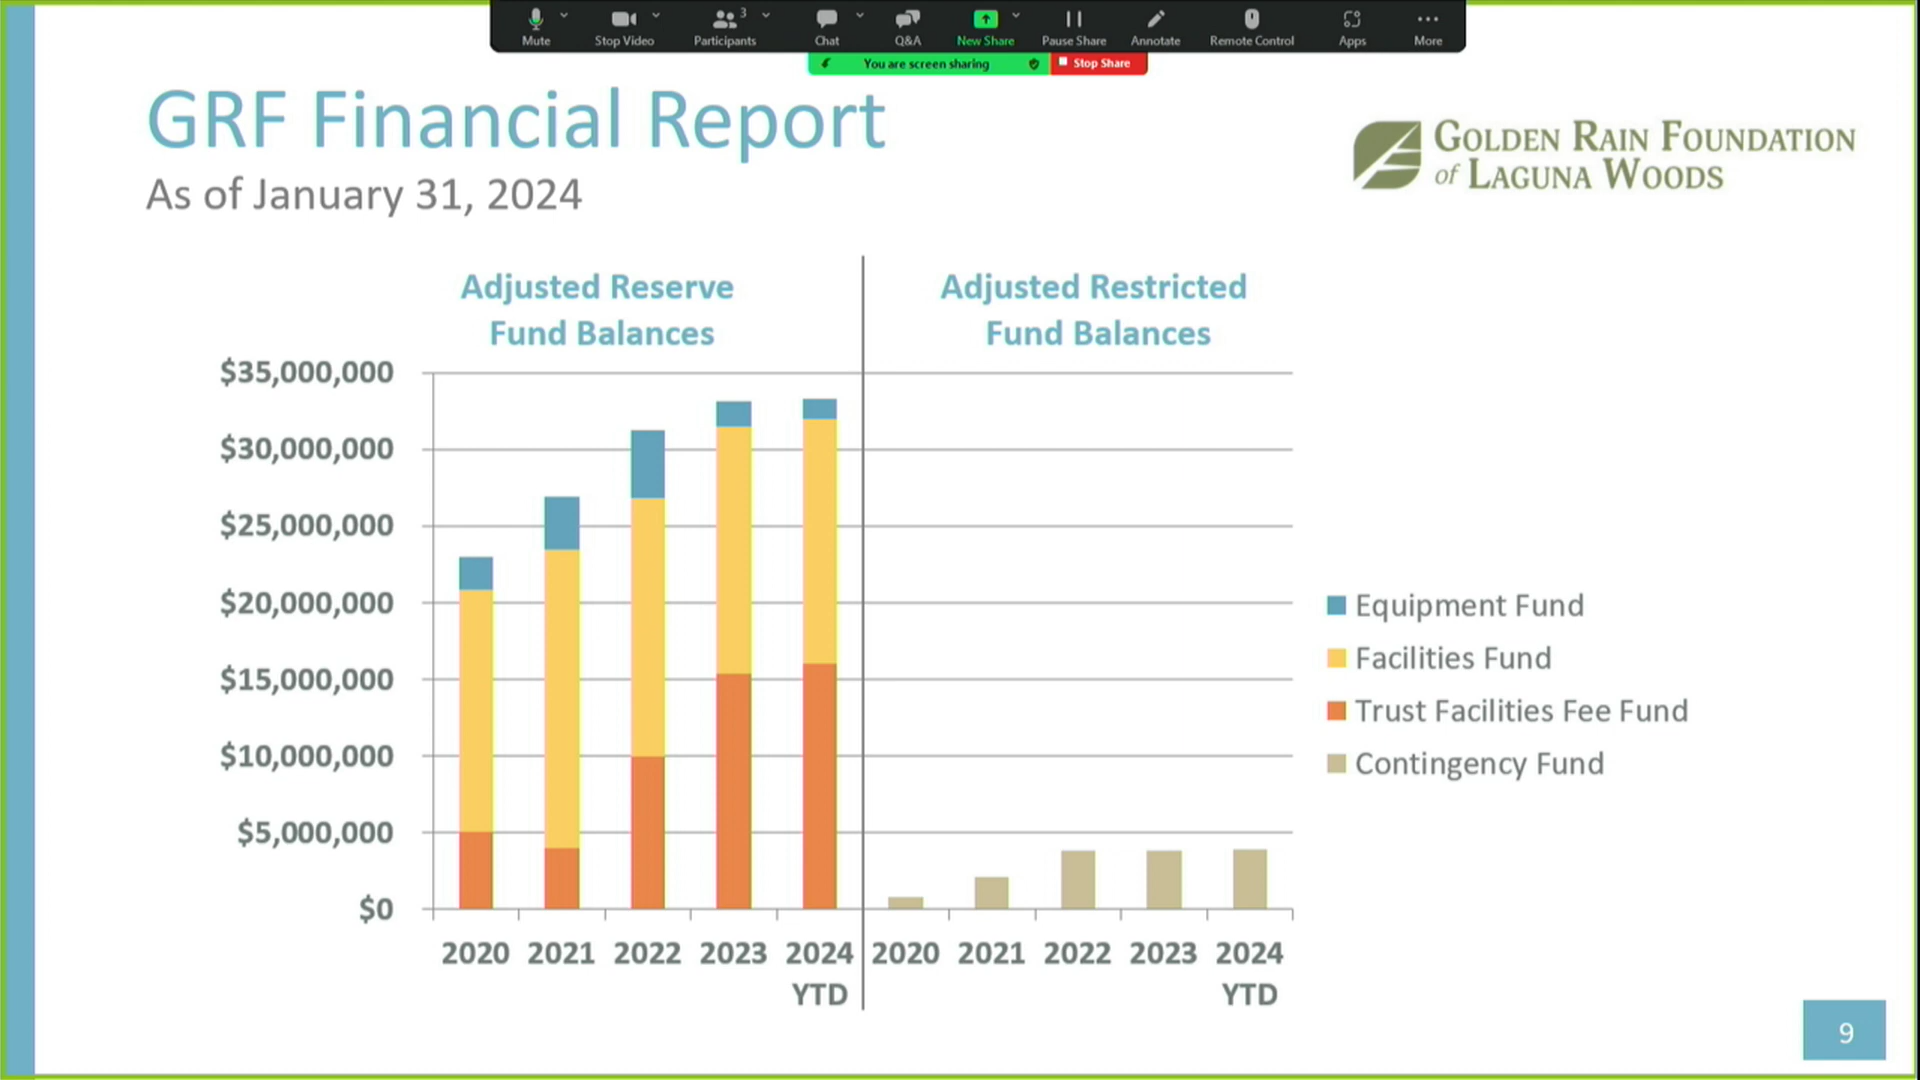 Mute
Stop Video
Participants
3
Chat
Q&A
New Share
Pause Share
Annotate
Remote Control
Apps
More
You are screen sharing
Stop Share
GRF Financial Report
As of January 31, 2024
GOLDEN RAIN FOUNDATION
of LAGUNA WOODS
Adjusted Reserve
Fund Balances
Adjusted Restricted
Fund Balances
$35,000,000
$30,000,000
$25,000,000
$20,000,000
$15,000,000
$10,000,000
$5,000,000
$0
2020 2021 2022 2023 2024
YTD
2020 2021 2022 2023 2024
YTD
Equipment Fund
Facilities Fund
Trust Facilities Fee Fund
Contingency Fund
9